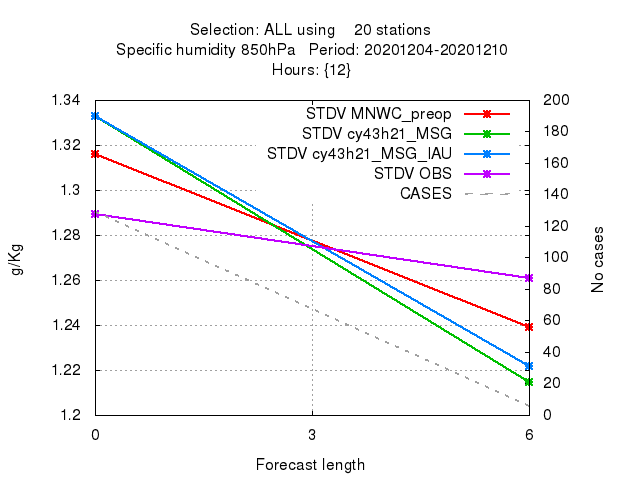 Selection: ALL using    20 stations
Specific humidity 850hPa   Period: 20201204-20201210
Hours: {12}
STDV MNWC_preop
STDV cy43h21_MSG
STDV cy43h21_MSG_IAU
STDV OBS
CASES
1.34
1.32
1.3
1.28
1.26
1.24
1.22
1.2
g/Kg
200
180
160
140
120
100
80
60
40
20
0
No cases
0 3 6
Forecast length